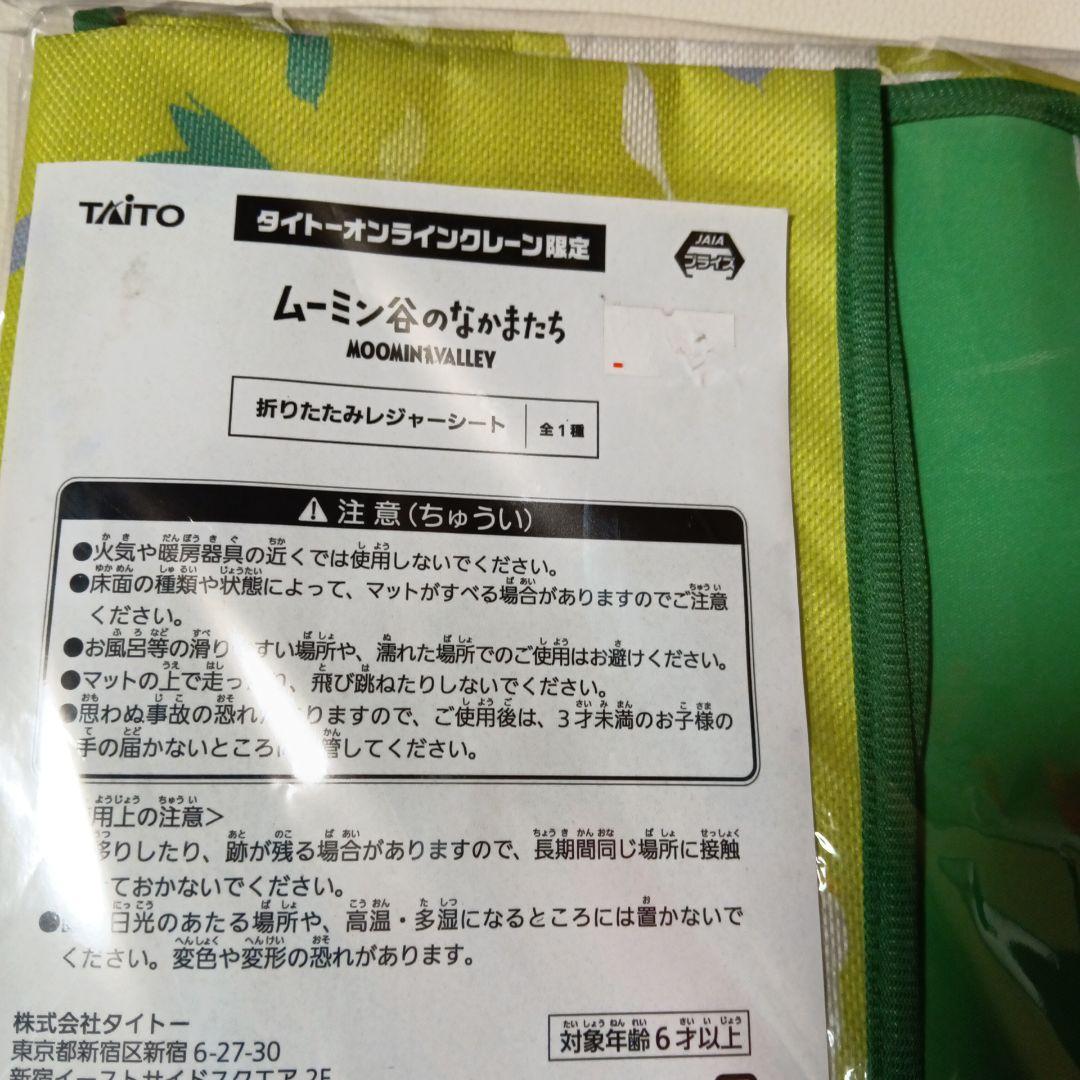 TAITO
タイトーオンラインクレーン限定
JAIA
プライズ
ムーミン谷のなかまたち
MOOMINVALLEY
折りたたみレジャーシート 全1種
注意(ちゅうい)
●火気や暖房器具の近くでは使用しないでください。
●床面の種類や状態によって、マットがすべる場合がありますのでご注意
ください。
●お風呂等の滑り すい場所や、濡れた場所でのご使用はお避けください。
●マットの上で走っ り、飛び跳ねたりしないでください。
●思わぬ事故の恐れ りますので、ご使用後は、3才未満のお子様の
手の届かないところ 管してください。
用上の注意>
移りしたり、跡が残る場合がありますので、長期間同じ場所に接触
ておかないでください。
● 日光のあたる場所や、高温・多湿になるところには置かないで
ください。変色や変形の恐れがあります。
株式会社タイトー
東京都新宿区新宿6-27-30
新宿イーストサイドスクエア 2F
対象年齢6才以上